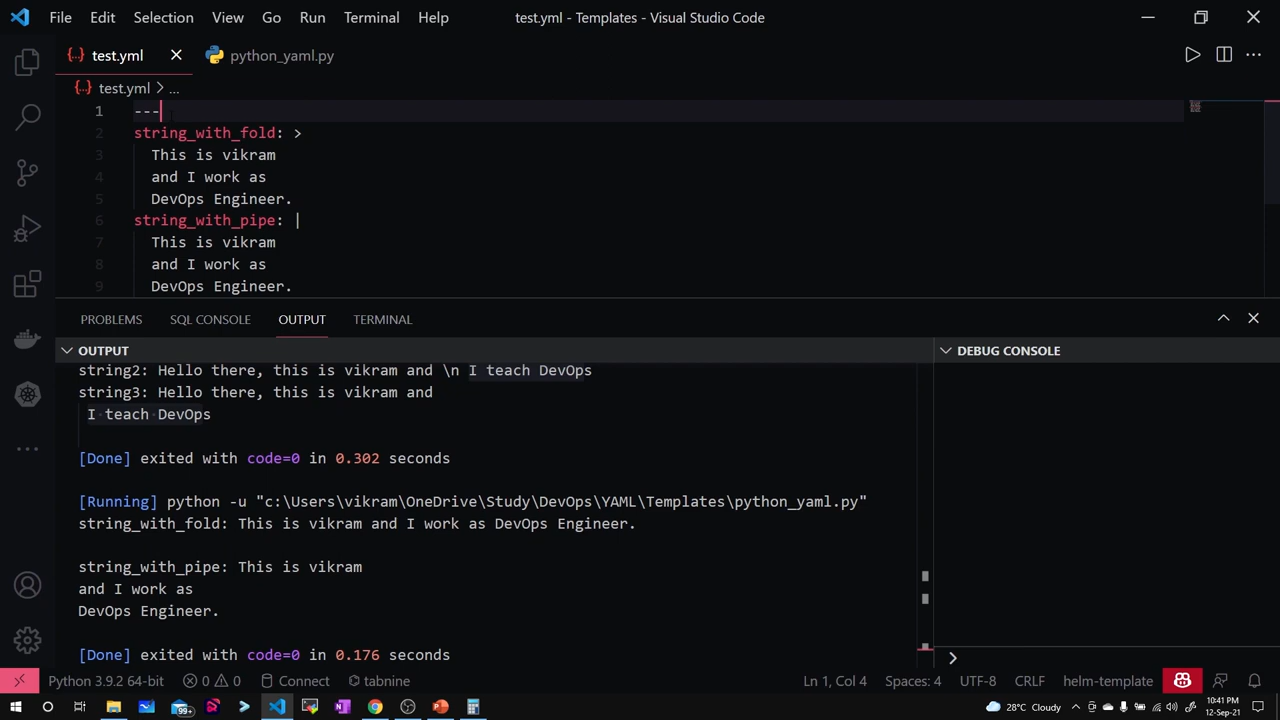 File Edit Selection View Go Run Terminal Help test.yml - Templates - Visual Studio Code
{..} test.yml python_yaml.py
{..} test.yml > ...
1 ---
2 string_with_fold: >
3 This is vikram
4 and I work as
5 DevOps Engineer.
6 string_with_pipe: |
7 This is vikram
8 and I work as
9 DevOps Engineer.
PROBLEMS SQL CONSOLE OUTPUT TERMINAL
OUTPUT DEBUG CONSOLE
string2: Hello there, this is vikram and \n I teach DevOps
string3: Hello there, this is vikram and
I teach DevOps
[Done] exited with code=0 in 0.302 seconds
[Running] python -u "c:\Users\vikram\OneDrive\Study\DevOps\YAML\Templates\python_yaml.py"
string_with_fold: This is vikram and I work as DevOps Engineer.
string_with_pipe: This is vikram
and I work as
DevOps Engineer.
[Done] exited with code=0 in 0.176 seconds
>
Python 3.9.2 64-bit 0 0 Connect tabnine Ln 1, Col 4 Spaces: 4 UTF-8 CRLF helm-template
99+ 28°C Cloudy 10:41 PM
12-Sep-21